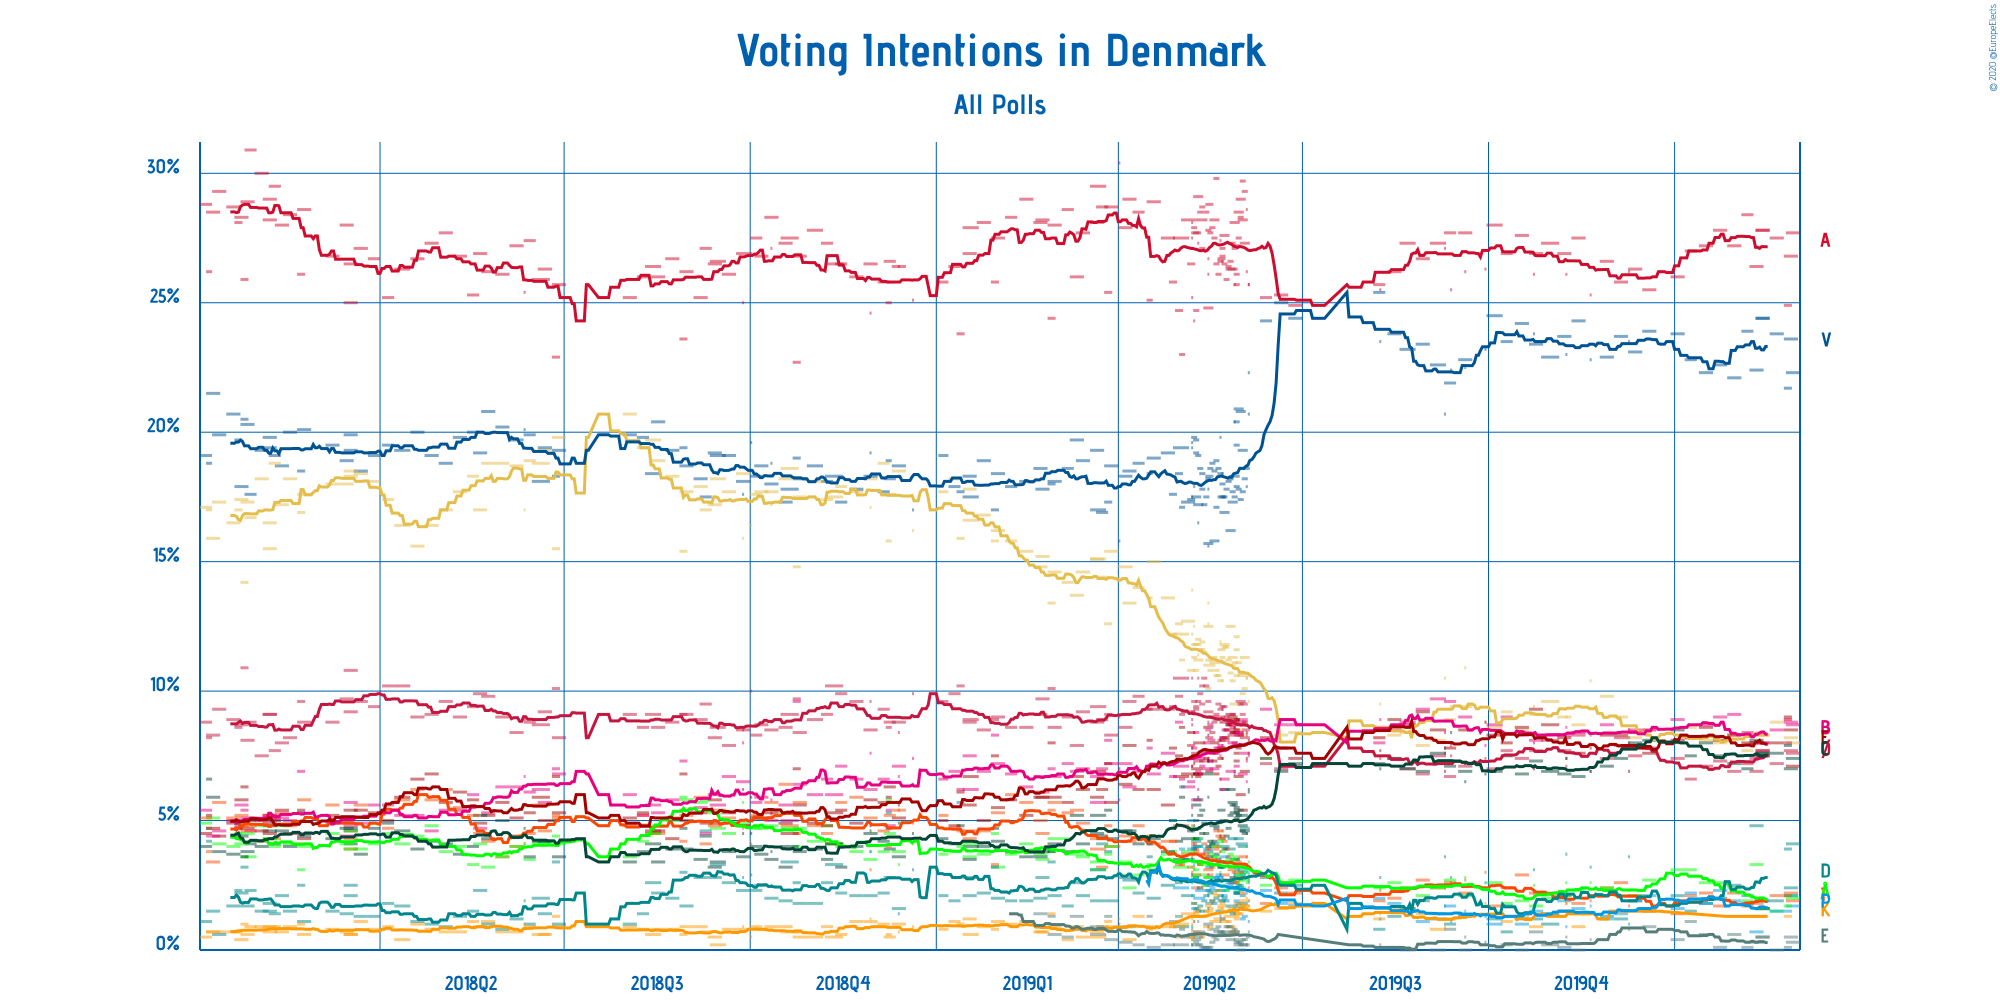 © 2020 @EuropeElects
Voting Intentions in Denmark
All Polls
30%
25%
20%
15%
10%
5%
0%
A
V
B
F
D
K
E
2018Q2
2018Q3
2018Q4
2019Q1
2019Q2
2019Q3
2019Q4